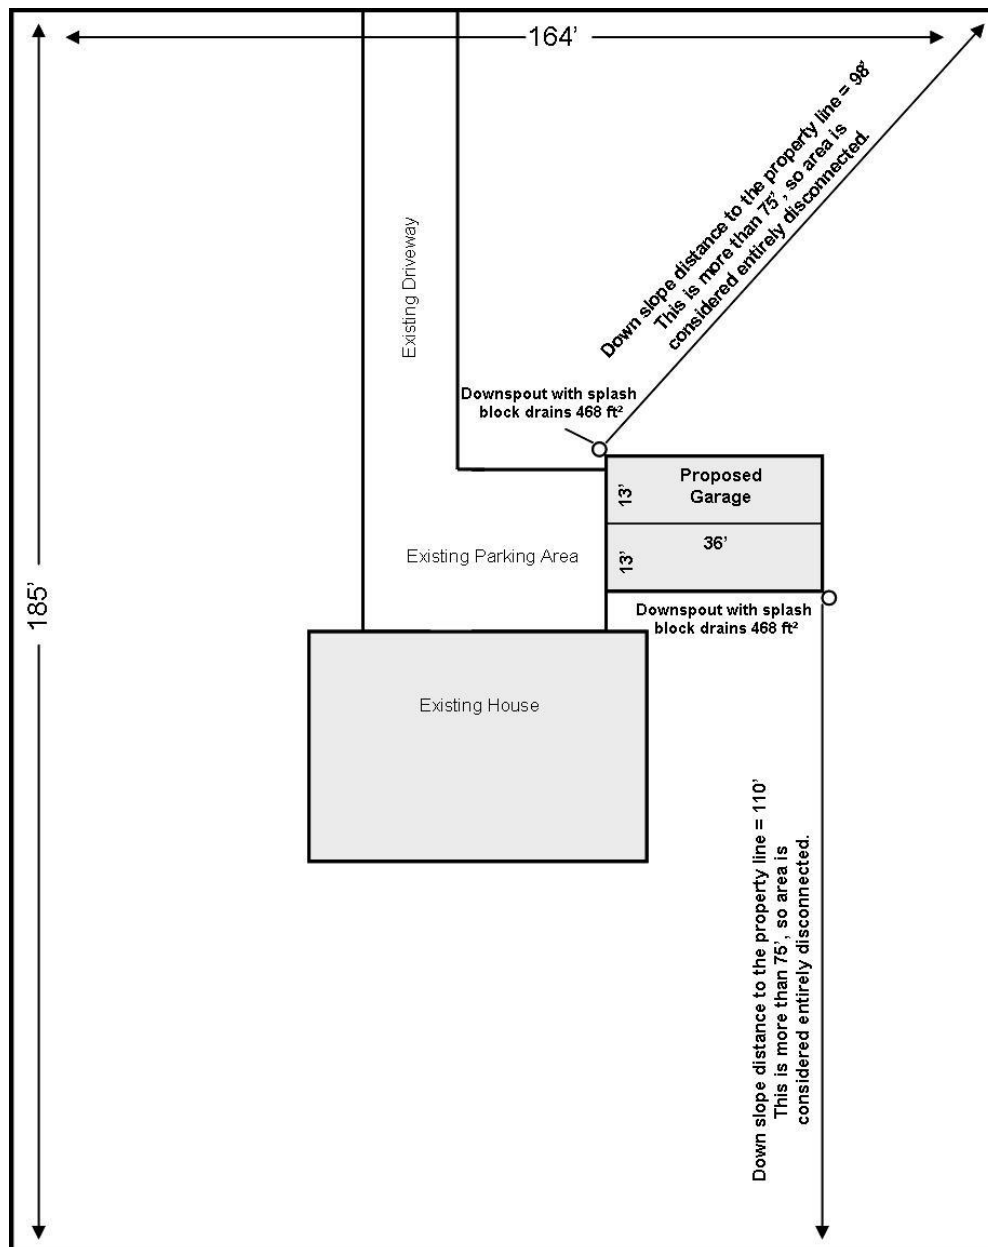 164’
Down slope distance to the property line = 98’
This is more than 75’, so area is
considered entirely disconnected.
Existing Driveway
Downspout with splash
block drains 468 ft²
Proposed
Garage
13’
36’
13’
Existing Parking Area
185’
Downspout with splash
block drains 468 ft²
Existing House
Down slope distance to the property line = 110’
This is more than 75’, so area is
considered entirely disconnected.